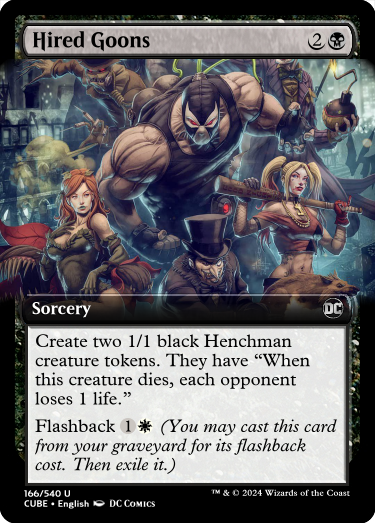 Hired Goons 2
Sorcery DC
Create two 1/1 black Henchman
creature tokens. They have “When
this creature dies, each opponent
loses 1 life.”
Flashback 1 (You may cast this card
from your graveyard for its flashback
cost. Then exile it.)
166/540 U
™ & © 2024 Wizards of the Coast
CUBE • English DC COMICS